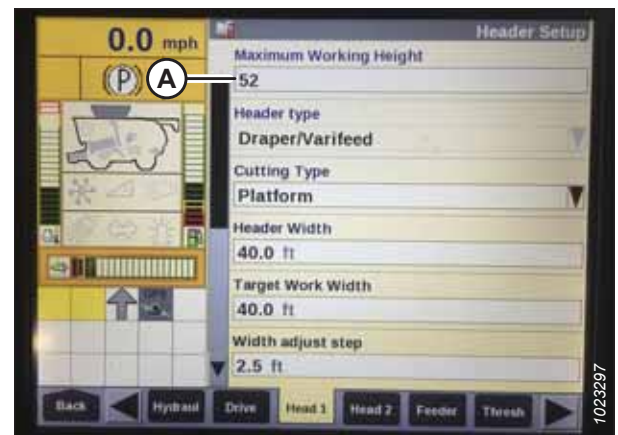 0.0 mph
Header Setup
Maximum Working Height
(P)
A
52
Header type
Draper/Varifeed
Cutting Type
Platform
Header Width
40.0 ft
Target Work Width
40.0 ft
Width adjust step
2.5 ft
Back
Hydraul
Drive
Head 1
Head 2
Feeder
Thresh
1023297